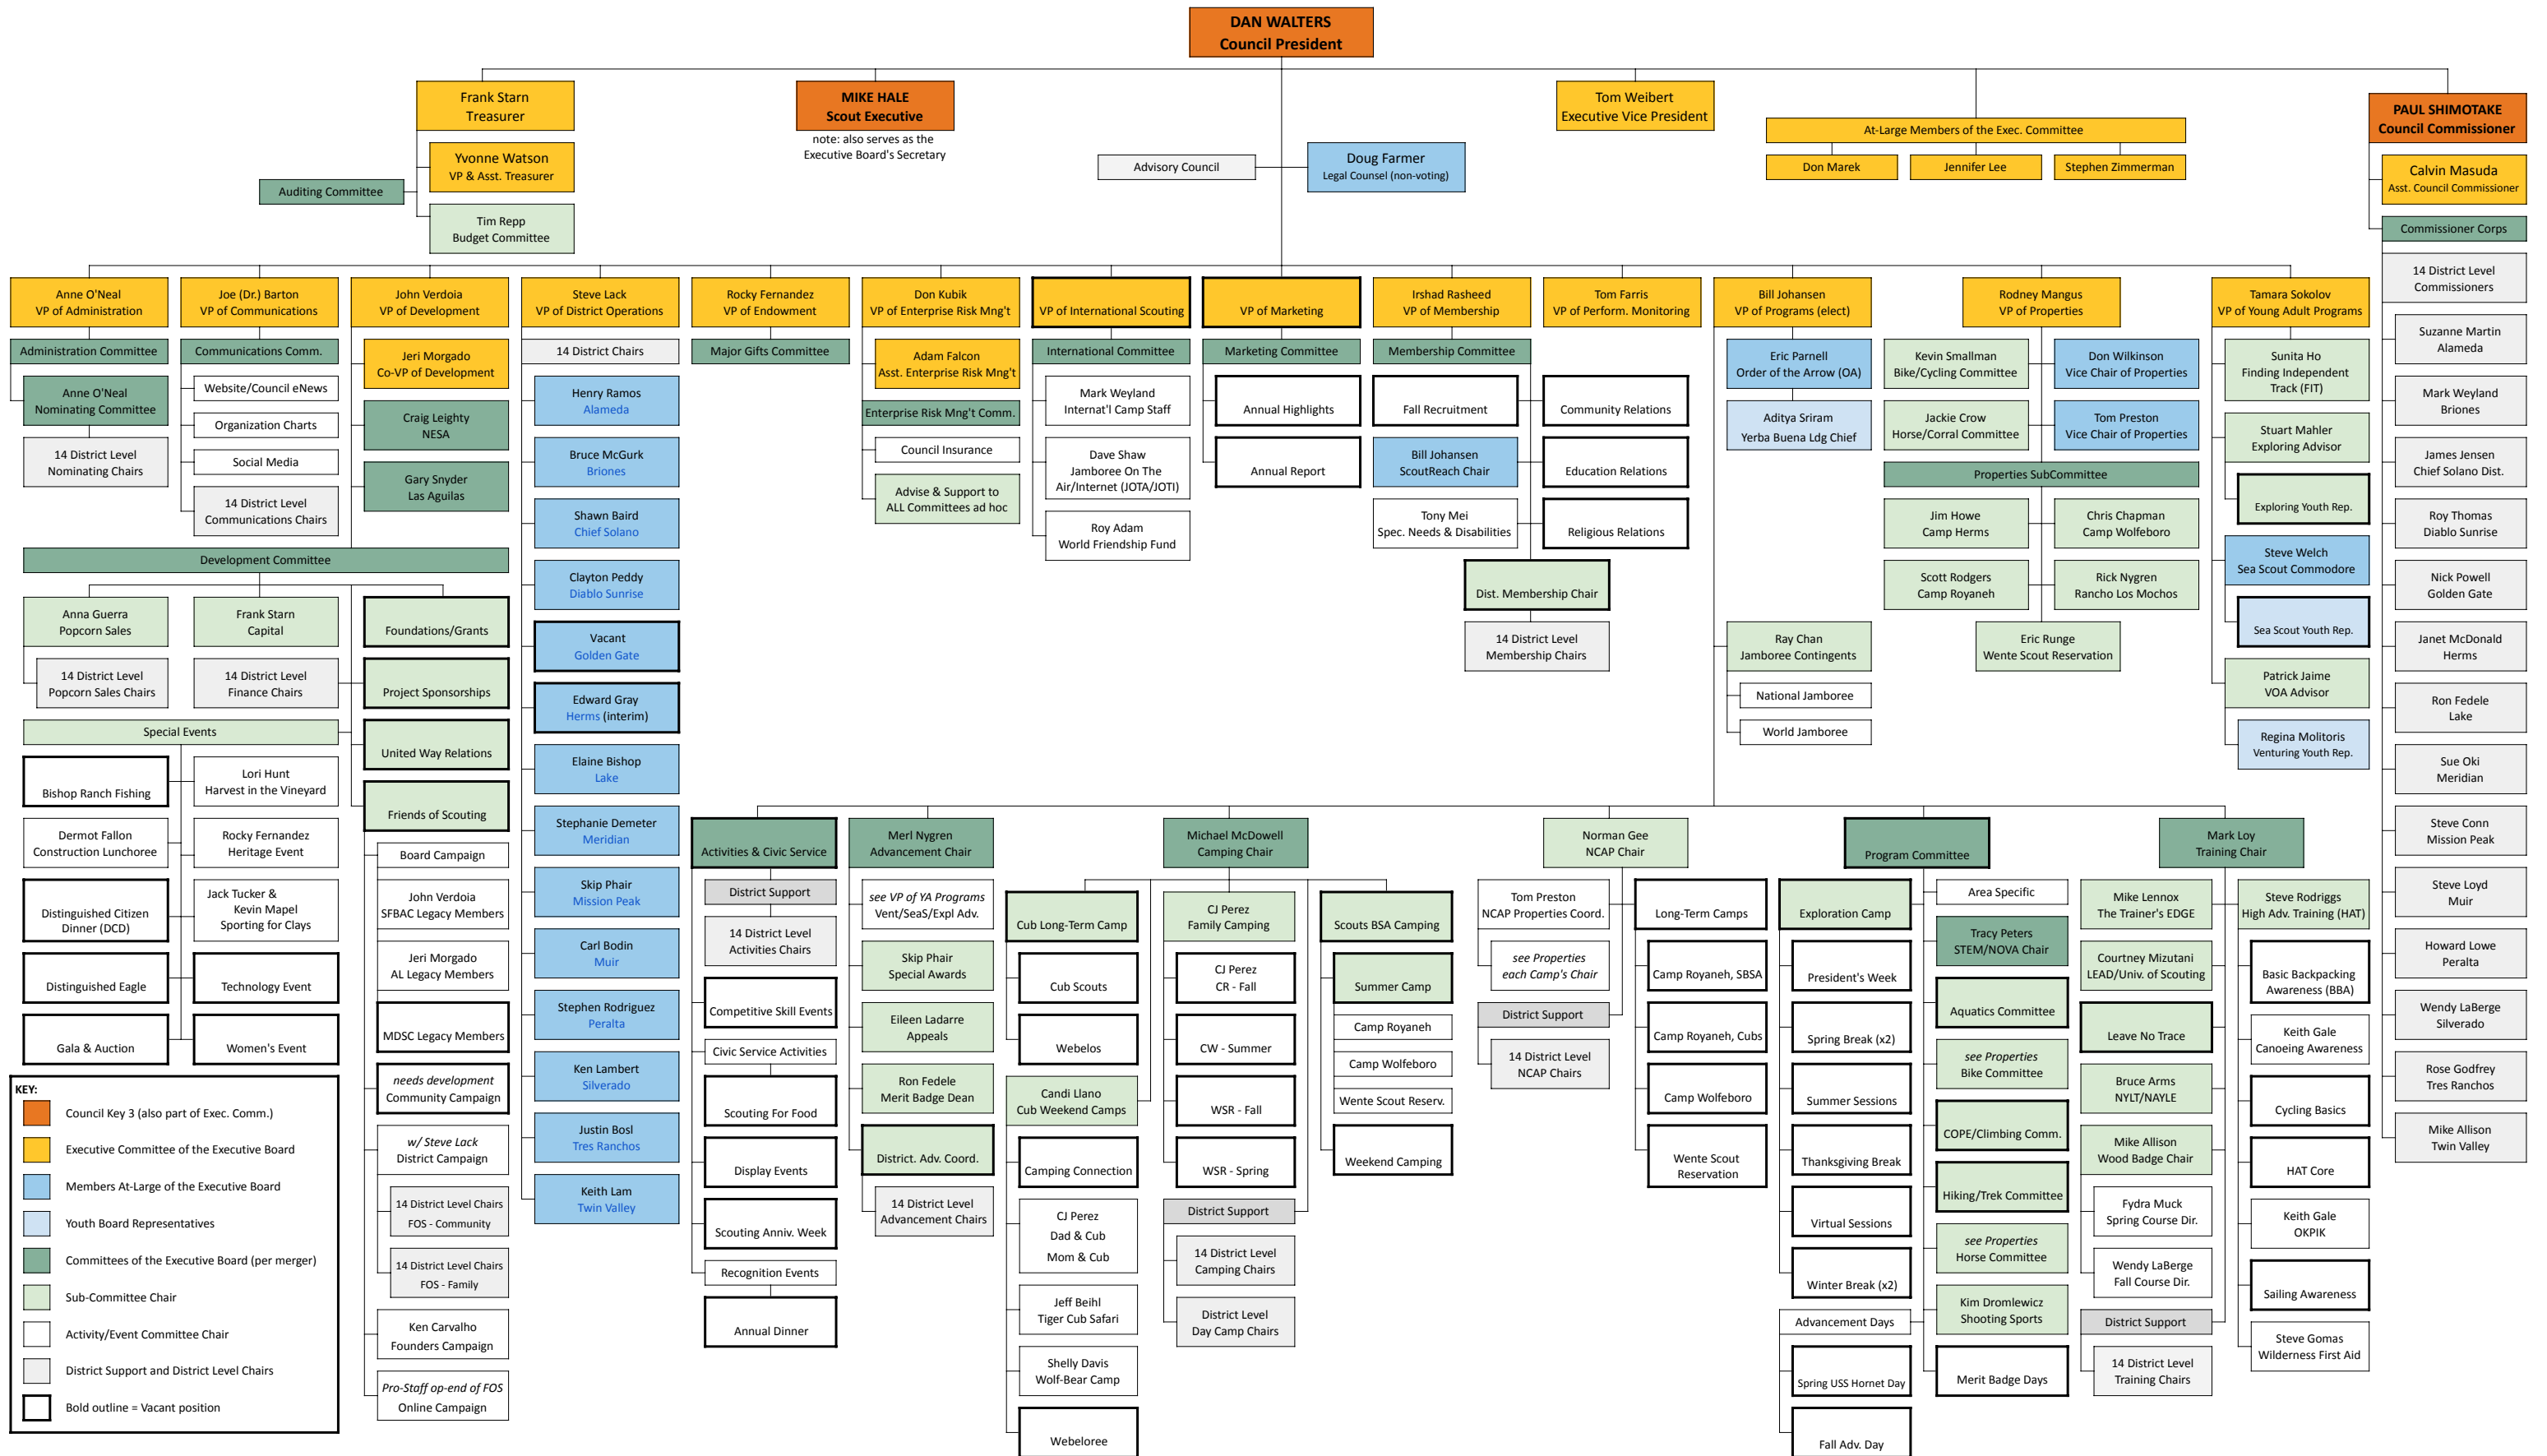 DAN WALTERS
Council President
Frank Starn
Treasurer
MIKE HALE
Scout Executive
note: also serves as the
Executive Board's Secretary
Tom Weibert
Executive Vice President
At-Large Members of the Exec. Committee
Don Marek
Jennifer Lee
Stephen Zimmerman
PAUL SHIMOTAKE
Council Commissioner
Yvonne Watson
VP & Asst. Treasurer
Auditing Committee
Tim Repp
Budget Committee
Advisory Council
Doug Farmer
Legal Counsel (non-voting)
Calvin Masuda
Asst. Council Commissioner
Commissioner Corps
14 District Level
Commissioners
Suzanne Martin
Alameda
Mark Weyland
Briones
James Jensen
Chief Solano Dist.
Roy Thomas
Diablo Sunrise
Nick Powell
Golden Gate
Janet McDonald
Herms
Ron Fedele
Lake
Sue Oki
Meridian
Steve Conn
Mission Peak
Steve Loyd
Muir
Howard Lowe
Peralta
Wendy LaBerge
Silverado
Rose Godfrey
Tres Ranchos
Mike Allison
Twin Valley
Anne O'Neal
VP of Administration
Administration Committee
Anne O'Neal
Nominating Committee
14 District Level
Nominating Chairs
Joe (Dr.) Barton
VP of Communications
Communications Comm.
Website/Council eNews
Organization Charts
Social Media
14 District Level
Communications Chairs
John Verdoia
VP of Development
Jeri Morgado
Co-VP of Development
Craig Leighty
NESA
Gary Snyder
Las Aguilas
Development Committee
Anna Guerra
Popcorn Sales
14 District Level
Popcorn Sales Chairs
Frank Starn
Capital
14 District Level
Finance Chairs
Foundations/Grants
Project Sponsorships
United Way Relations
Friends of Scouting
Special Events
Bishop Ranch Fishing
Lori Hunt
Harvest in the Vineyard
Dermot Fallon
Construction Lunchoree
Rocky Fernandez
Heritage Event
Distinguished Citizen
Dinner (DCD)
Jack Tucker &
Kevin Mapel
Sporting for Clays
Distinguished Eagle
Technology Event
Gala & Auction
Women's Event
Board Campaign
John Verdoia
SFBAC Legacy Members
Jeri Morgado
AL Legacy Members
MDSC Legacy Members
needs development
Community Campaign
w/ Steve Lack
District Campaign
14 District Level Chairs
FOS - Community
14 District Level Chairs
FOS - Family
Ken Carvalho
Founders Campaign
Pro-Staff op-end of FOS
Online Campaign
Steve Lack
VP of District Operations
14 District Chairs
Henry Ramos
Alameda
Bruce McGurk
Briones
Shawn Baird
Chief Solano
Clayton Peddy
Diablo Sunrise
Vacant
Golden Gate
Edward Gray
Herms (interim)
Elaine Bishop
Lake
Stephanie Demeter
Meridian
Skip Phair
Mission Peak
Carl Bodin
Muir
Stephen Rodriguez
Peralta
Ken Lambert
Silverado
Justin Bosl
Tres Ranchos
Keith Lam
Twin Valley
Rocky Fernandez
VP of Endowment
Major Gifts Committee
Don Kubik
VP of Enterprise Risk Mng't
Adam Falcon
Asst. Enterprise Risk Mng't
Enterprise Risk Mng't Comm.
Council Insurance
Advise & Support to
ALL Committees ad hoc
VP of International Scouting
International Committee
Mark Weyland
Internat'l Camp Staff
Dave Shaw
Jamboree On The
Air/Internet (JOTA/JOTI)
Roy Adam
World Friendship Fund
VP of Marketing
Marketing Committee
Annual Highlights
Annual Report
Irshad Rasheed
VP of Membership
Membership Committee
Fall Recruitment
Community Relations
Bill Johansen
ScoutReach Chair
Education Relations
Tony Mei
Spec. Needs & Disabilities
Religious Relations
Dist. Membership Chair
14 District Level
Membership Chairs
Tom Farris
VP of Perform. Monitoring
Bill Johansen
VP of Programs (elect)
Eric Parnell
Order of the Arrow (OA)
Aditya Sriram
Yerba Buena Ldg Chief
Ray Chan
Jamboree Contingents
National Jamboree
World Jamboree
Rodney Mangus
VP of Properties
Kevin Smallman
Bike/Cycling Committee
Don Wilkinson
Vice Chair of Properties
Jackie Crow
Horse/Corral Committee
Tom Preston
Vice Chair of Properties
Properties SubCommittee
Jim Howe
Camp Herms
Chris Chapman
Camp Wolfeboro
Scott Rodgers
Camp Royaneh
Rick Nygren
Rancho Los Mochos
Eric Runge
Wente Scout Reservation
Tamara Sokolov
VP of Young Adult Programs
Sunita Ho
Finding Independent
Track (FIT)
Stuart Mahler
Exploring Advisor
Exploring Youth Rep.
Steve Welch
Sea Scout Commodore
Sea Scout Youth Rep.
Patrick Jaime
VOA Advisor
Regina Molitoris
Venturing Youth Rep.
Activities & Civic Service
District Support
14 District Level
Activities Chairs
Competitive Skill Events
Civic Service Activities
Scouting For Food
Display Events
Scouting Anniv. Week
Recognition Events
Annual Dinner
Merl Nygren
Advancement Chair
see VP of YA Programs
Vent/SeaS/Expl Adv.
Skip Phair
Special Awards
Eileen Ladarre
Appeals
Ron Fedele
Merit Badge Dean
District. Adv. Coord.
14 District Level
Advancement Chairs
Michael McDowell
Camping Chair
Cub Long-Term Camp
Cub Scouts
Webelos
Candi Llano
Cub Weekend Camps
Camping Connection
CJ Perez
Dad & Cub
Mom & Cub
Jeff Beihl
Tiger Cub Safari
Shelly Davis
Wolf-Bear Camp
Webeloree
CJ Perez
Family Camping
CJ Perez
CR - Fall
CW - Summer
WSR - Fall
WSR - Spring
District Support
14 District Level
Camping Chairs
District Level
Day Camp Chairs
Scouts BSA Camping
Summer Camp
Camp Royaneh
Camp Wolfeboro
Wente Scout Reserv.
Weekend Camping
Norman Gee
NCAP Chair
Tom Preston
NCAP Properties Coord.
see Properties
each Camp's Chair
District Support
14 District Level
NCAP Chairs
Long-Term Camps
Camp Royaneh, SBSA
Camp Royaneh, Cubs
Camp Wolfeboro
Wente Scout
Reservation
Program Committee
Exploration Camp
President's Week
Spring Break (x2)
Summer Sessions
Thanksgiving Break
Virtual Sessions
Winter Break (x2)
Advancement Days
Spring USS Hornet Day
Fall Adv. Day
Area Specific
Tracy Peters
STEM/NOVA Chair
Aquatics Committee
see Properties
Bike Committee
COPE/Climbing Comm.
Hiking/Trek Committee
see Properties
Horse Committee
Kim Dromlewicz
Shooting Sports
Merit Badge Days
Mark Loy
Training Chair
Mike Lennox
The Trainer's EDGE
Courtney Mizutani
LEAD/Univ. of Scouting
Leave No Trace
Bruce Arms
NYLT/NAYLE
Mike Allison
Wood Badge Chair
Fydra Muck
Spring Course Dir.
Wendy LaBerge
Fall Course Dir.
District Support
14 District Level
Training Chairs
Steve Rodriggs
High Adv. Training (HAT)
Basic Backpacking
Awareness (BBA)
Keith Gale
Canoeing Awareness
Cycling Basics
HAT Core
Keith Gale
OKPIK
Sailing Awareness
Steve Gomas
Wilderness First Aid
KEY:
Council Key 3 (also part of Exec. Comm.)
Executive Committee of the Executive Board
Members At-Large of the Executive Board
Youth Board Representatives
Committees of the Executive Board (per merger)
Sub-Committee Chair
Activity/Event Committee Chair
District Support and District Level Chairs
Bold outline = Vacant position